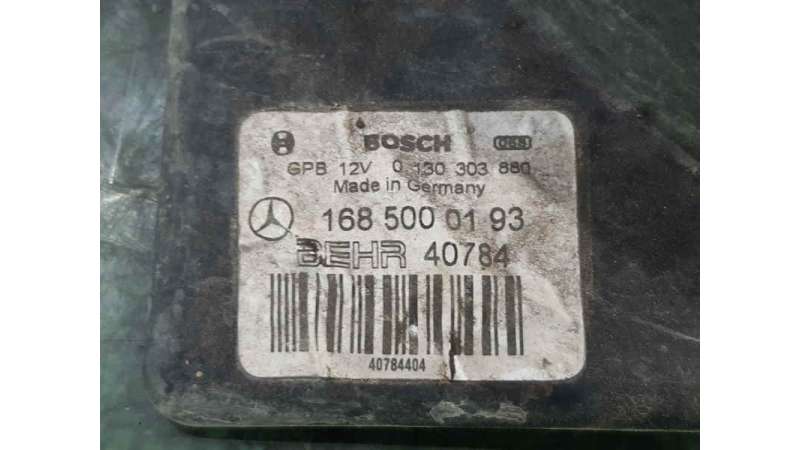 BOSCH
GPB 12V 0 130 303 880
Made in Germany
168 500 01 93
BEHR 40784
40784404